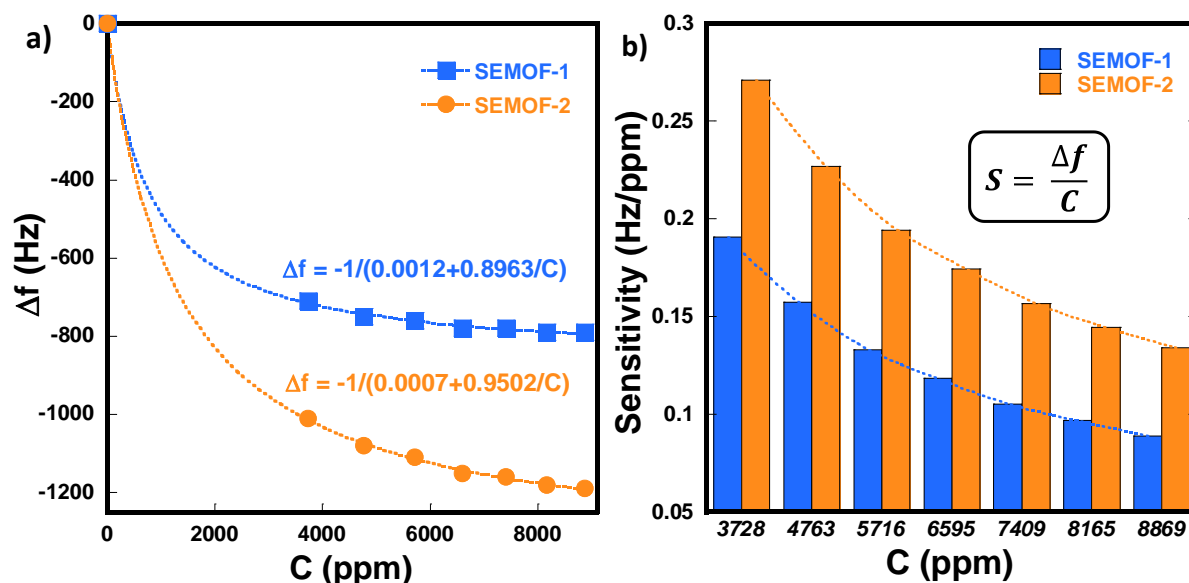 a)
SEMOF-1
SEMOF-2
Δf = -1/(0.0012+0.8963/C)
Δf = -1/(0.0007+0.9502/C)
0
-200
-400
-600
-800
-1000
-1200
Δf (Hz)
0 2000 4000 6000 8000
C (ppm)
b)
SEMOF-1
SEMOF-2
S = Δf/C
0.3
0.25
0.2
0.15
0.1
0.05
Sensitivity (Hz/ppm)
3728 4763 5716 6595 7409 8165 8869
C (ppm)